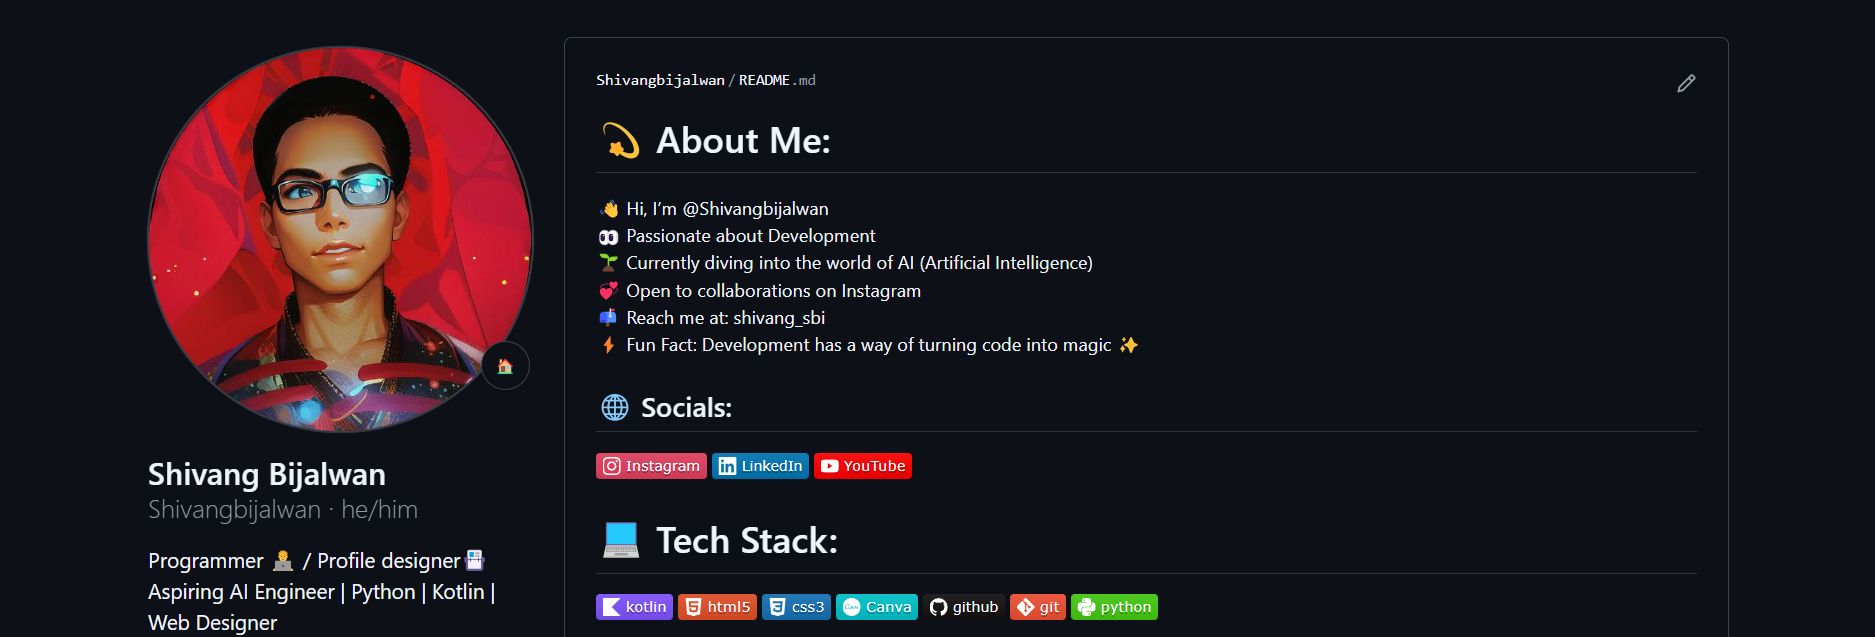 Shivang Bijalwan
Shivangbijalwan · he/him
Programmer 👨‍💻 / Profile designer📇
Aspiring AI Engineer | Python | Kotlin |
Web Designer
Shivangbijalwan / README.md
💫 About Me:
👋 Hi, I’m @Shivangbijalwan
👀 Passionate about Development
🌱 Currently diving into the world of AI (Artificial Intelligence)
💞️ Open to collaborations on Instagram
📫 Reach me at: shivang_sbi
⚡ Fun Fact: Development has a way of turning code into magic ✨
🌐 Socials:
Instagram LinkedIn YouTube
💻 Tech Stack:
kotlin html5 css3 Canva github git python